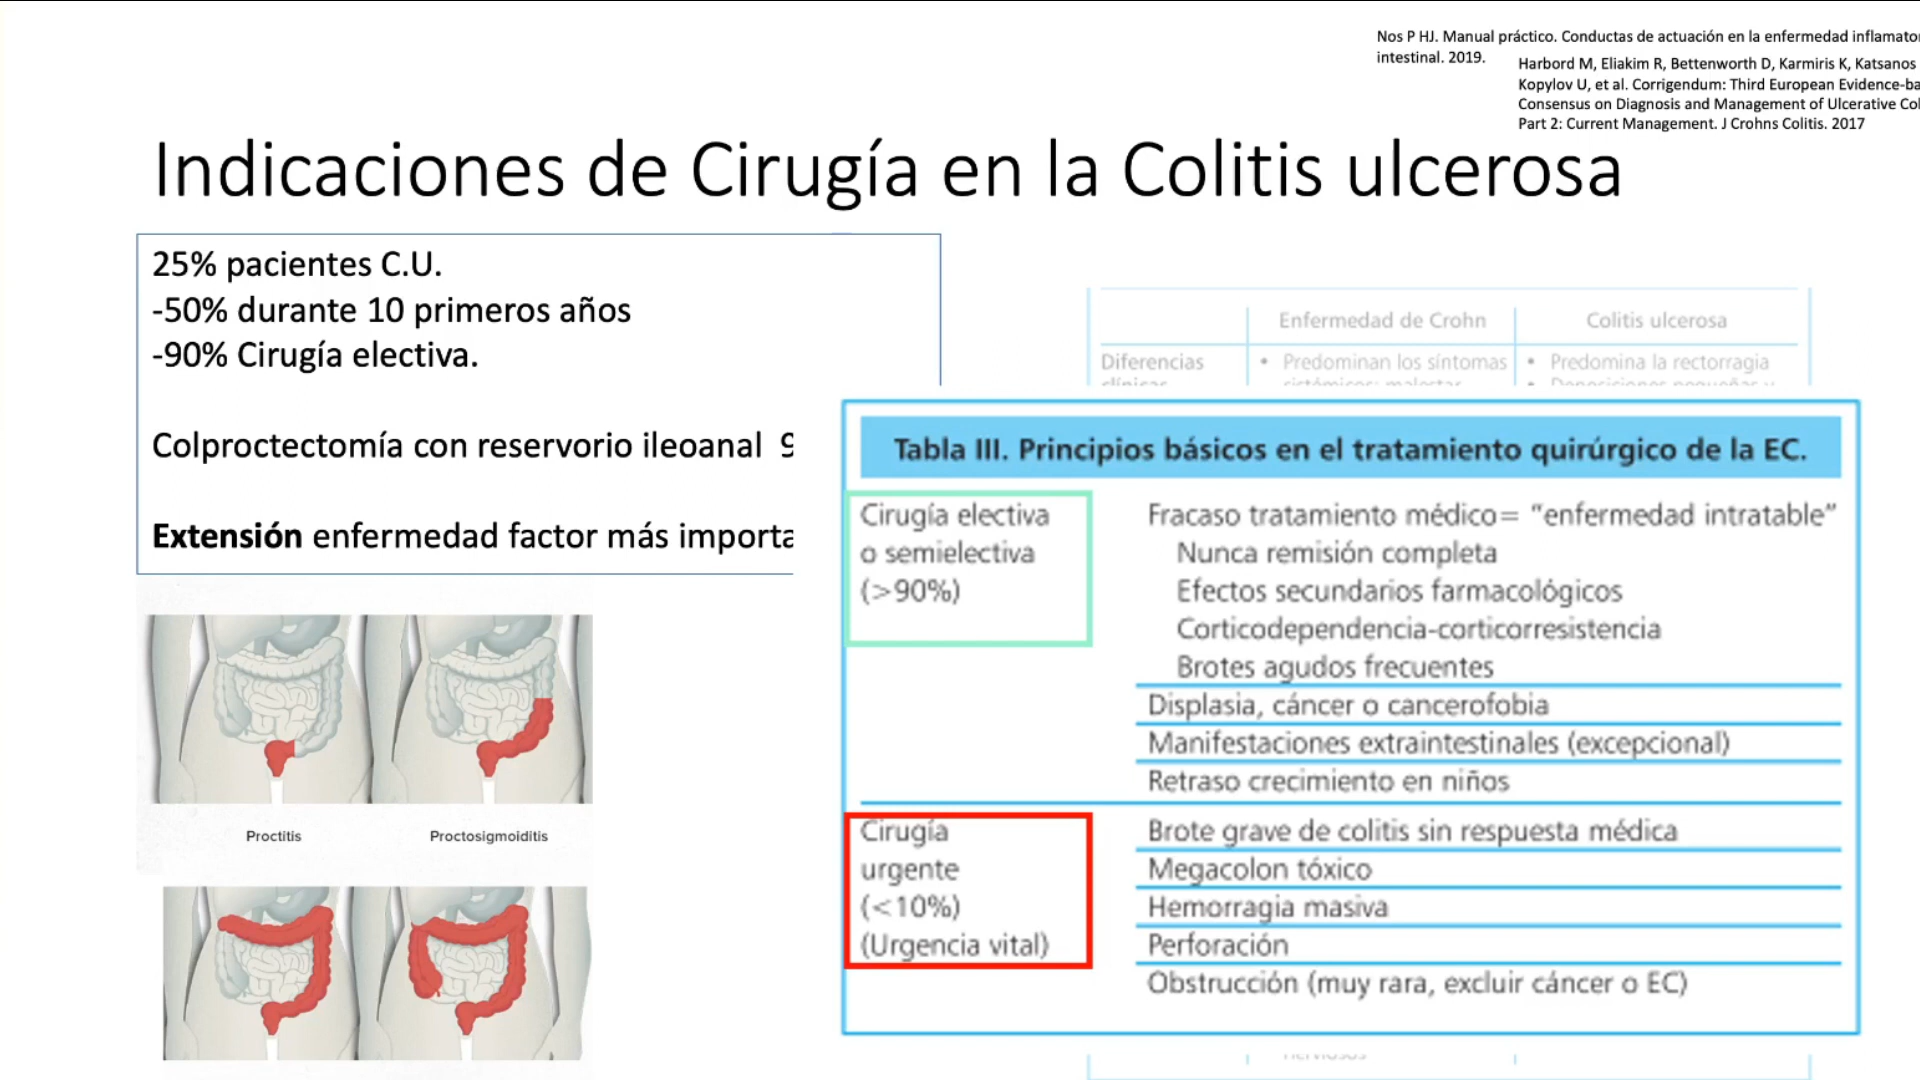 Nos P HJ. Manual práctico. Conductas de actuación en la enfermedad
intestinal. 2019.
Harbord M, Eliakim R, Bettenworth D, Karmiris K, Katsanos
Kopylov U, et al. Corrigendum: Third European
Consensus on Diagnosis and Management of Ulcerative
Part 2: Current Management. J Crohns Colitis. 2017
Indicaciones de Cirugía en la Colitis ulcerosa
25% pacientes C.U.
-50% durante 10 primeros años
-90% Cirugía electiva.
Colproctectomía con reservorio ileoanal 9
Extensión enfermedad factor más
Proctitis
Proctosigmoiditis
Enfermedad de Crohn
Colitis ulcerosa
Diferencias
• Predominan los síntomas
• Predomina la rectorragia
Tabla III. Principios básicos en el tratamiento quirúrgico de la EC.
Cirugía electiva
o semielectiva
(>90%)
Fracaso tratamiento médico= "enfermedad intratable"
Nunca remisión completa
Efectos secundarios farmacológicos
Corticodependencia-corticorresistencia
Brotes agudos frecuentes
Displasia, cáncer o cancerofobia
Manifestaciones extraintestinales (excepcional)
Retraso crecimiento en niños
Cirugía
urgente
(<10%)
(Urgencia vital)
Brote grave de colitis sin respuesta médica
Megacolon tóxico
Hemorragia masiva
Perforación
Obstrucción (muy rara, excluir cáncer o EC)